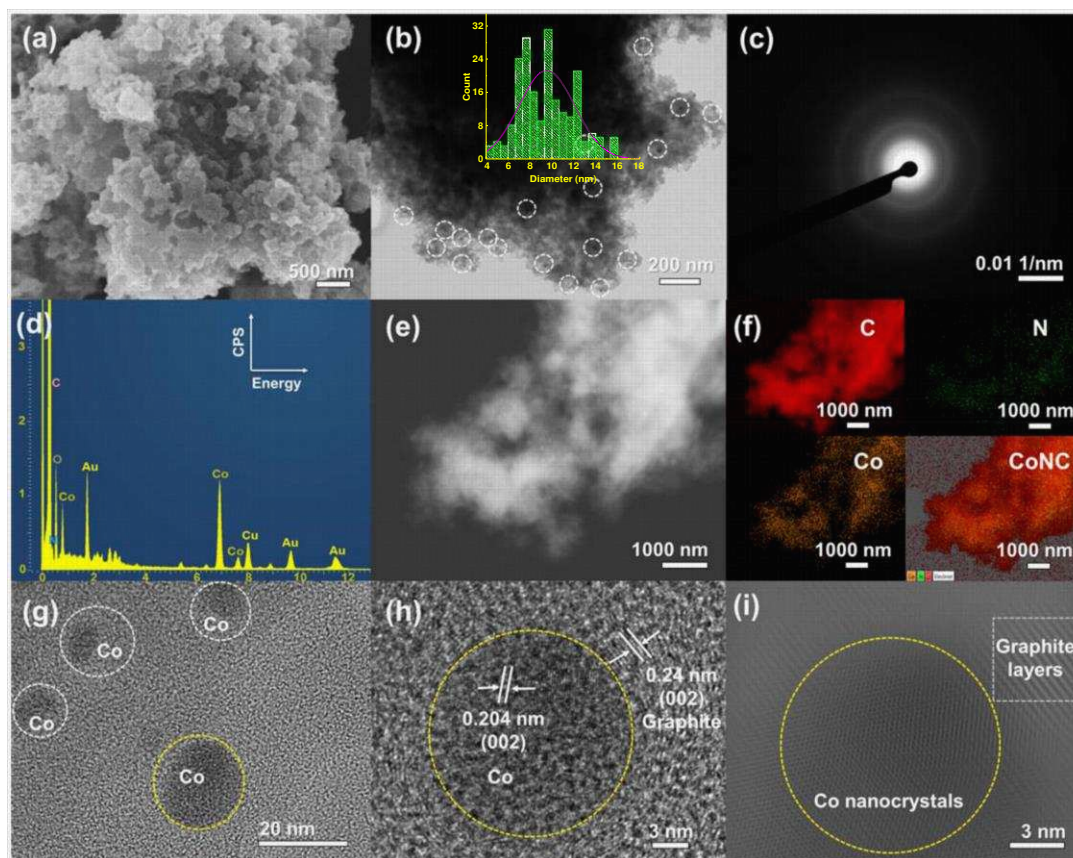 (a)
500 nm
(b)
32
24
16
8
0
Count
4 6 8 10 12 14 16 18
Diameter (nm)
200 nm
(c)
0.01 1/nm
(d)
CPS
Energy
3
2
1
0
C
O
Co
Au
Co
Co
Cu
Au
Au
0 2 4 6 8 10 12
(e)
1000 nm
(f)
C
1000 nm
N
1000 nm
Co
1000 nm
CoNC
1000 nm
(g)
Co
Co
Co
Co
20 nm
(h)
0.204 nm
(002)
Co
0.24 nm
(002)
Graphite
3 nm
(i)
Graphite
layers
Co nanocrystals
3 nm